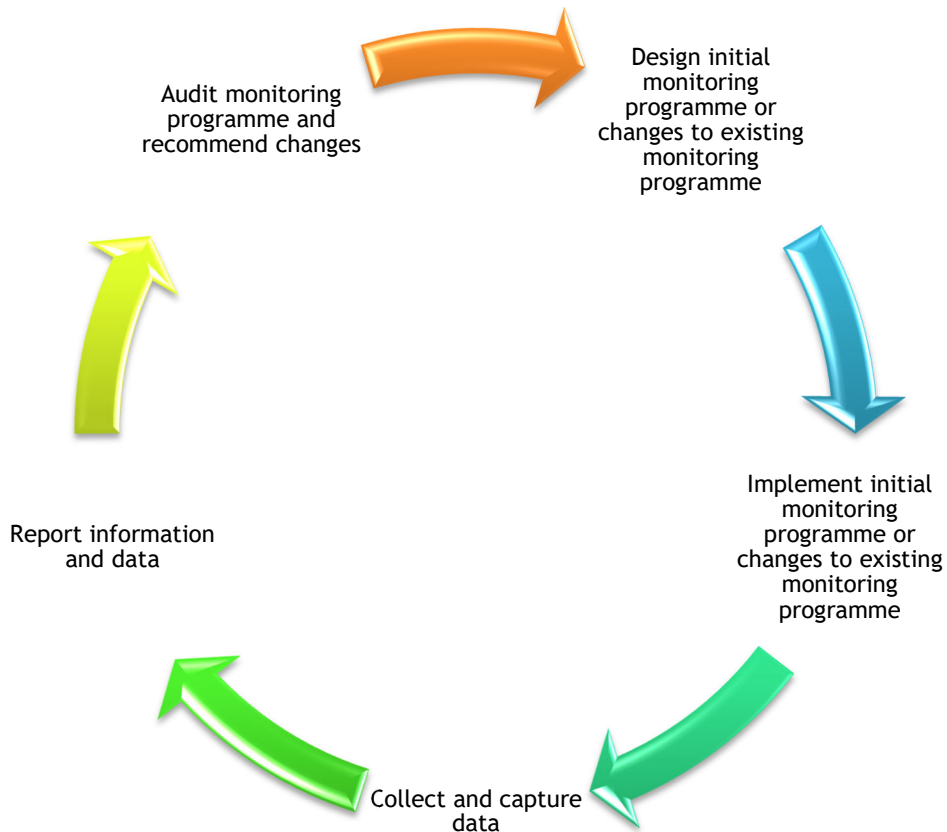 Design initial
monitoring
programme or
changes to existing
monitoring
programme
Implement initial
monitoring
programme or
changes to existing
monitoring
programme
Collect and capture
data
Report information
and data
Audit monitoring
programme and
recommend changes